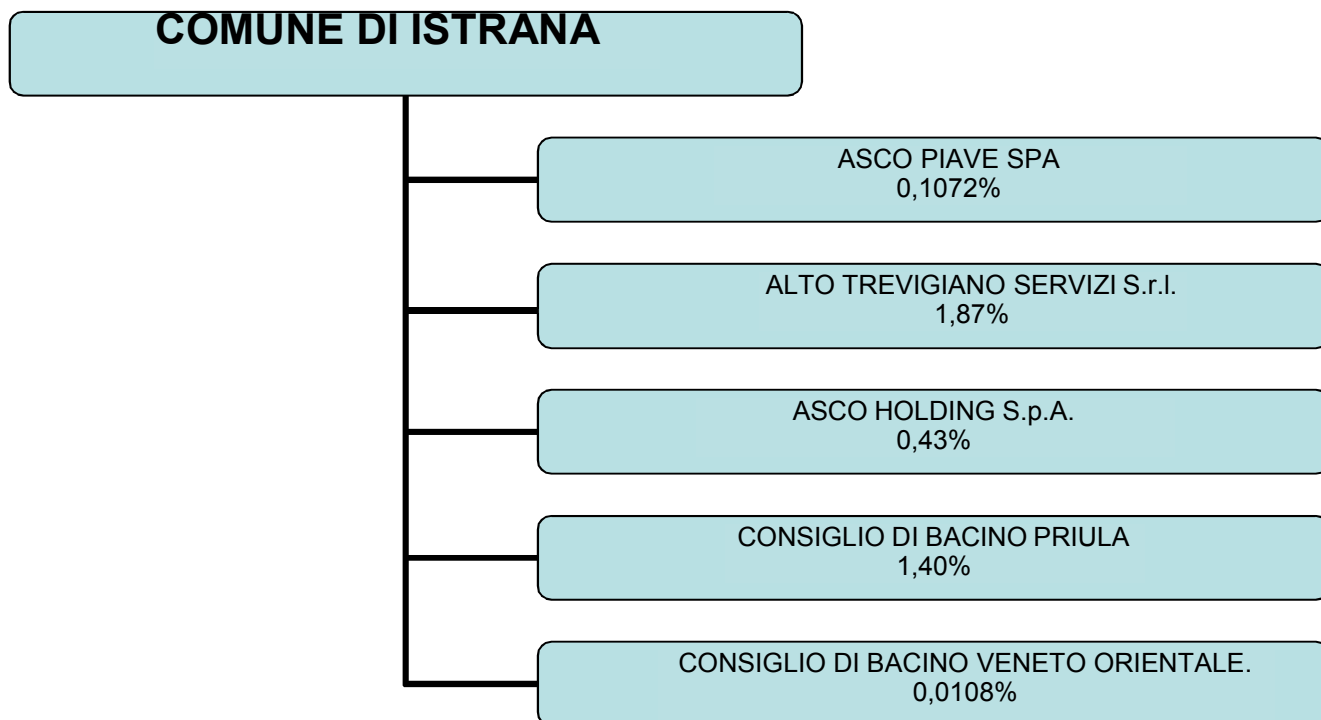 COMUNE DI ISTRANA
ASCO PIAVE SPA
0,1072%
ALTO TREVIGIANO SERVIZI S.r.l.
1,87%
ASCO HOLDING S.p.A.
0,43%
CONSIGLIO DI BACINO PRIULA
1,40%
CONSIGLIO DI BACINO VENETO ORIENTALE.
0,0108%